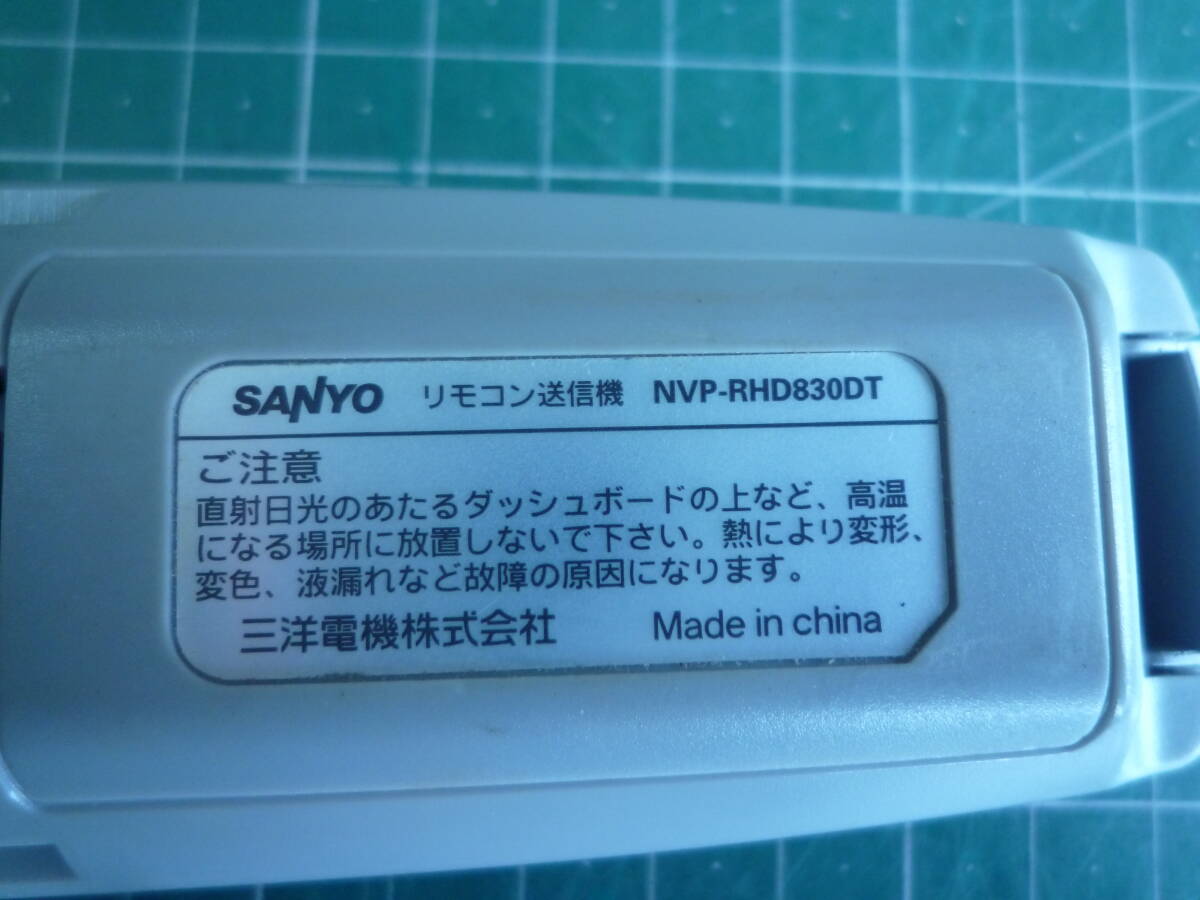 SANYO リモコン送信機 NVP-RHD830DT
ご注意
直射日光のあたるダッシュボードの上など、高温
になる場所に放置しないで下さい。熱により変形、
変色、液漏れなど故障の原因になります。
三洋電機株式会社 Made in china